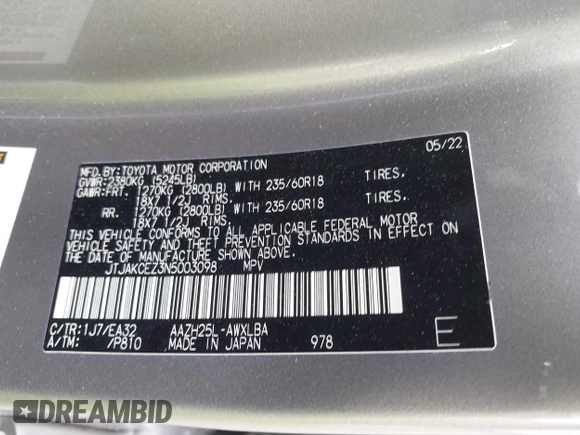 MFD.BY:TOYOTA MOTOR CORPORATION 05/22
GVWR:2380KG (5245LB)
GAWR:FRT. 1270KG (2800LB) WITH 235/60R18 TIRES.
18X7 1/2J RIMS.
RR. 1270KG (2800LB) WITH 235/60R18 TIRES.
18X7 1/2J RIMS.
THIS VEHICLE CONFORMS TO ALL APPLICABLE FEDERAL MOTOR
VEHICLE SAFETY AND THEFT PREVENTION STANDARDS IN EFFECT ON
THE DATE OF MANUFACTURE SHOWN ABOVE.
JTJAKCEZ3N5003098 MPV
C/TR:1J7/EA32 AAZH25L-AWXLBA
A/TM: /P810 MADE IN JAPAN 978 E
DREAMBID